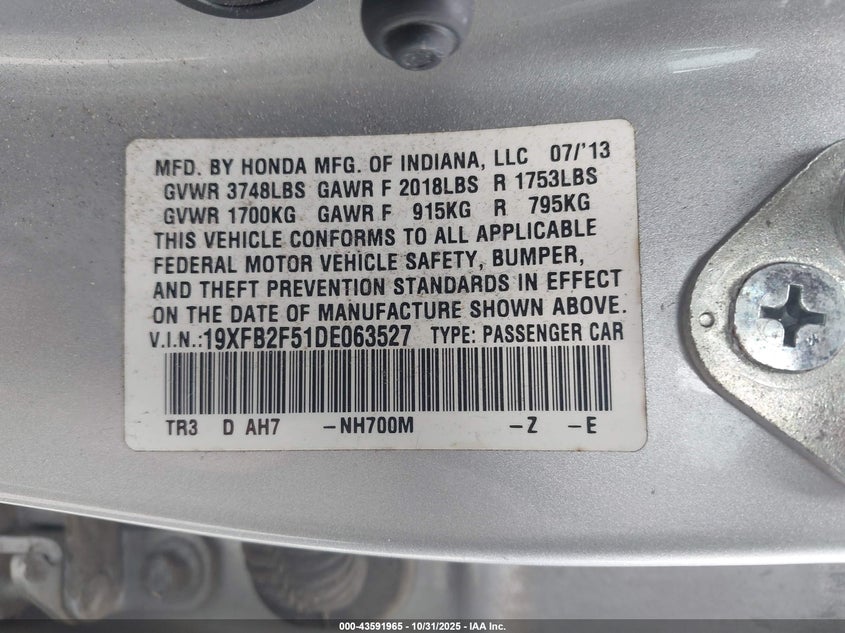 MFD. BY HONDA MFG. OF INDIANA, LLC 07/'13
GVWR 3748LBS GAWR F 2018LBS R 1753LBS
GVWR 1700KG GAWR F 915KG R 795KG
THIS VEHICLE CONFORMS TO ALL APPLICABLE
FEDERAL MOTOR VEHICLE SAFETY, BUMPER,
AND THEFT PREVENTION STANDARDS IN EFFECT
ON THE DATE OF MANUFACTURE SHOWN ABOVE.
V.I.N.:19XFB2F51DE063527 TYPE: PASSENGER CAR
TR3 D AH7 -NH700M -Z -E
000-43591965 - 10/31/2025 - IAA Inc.